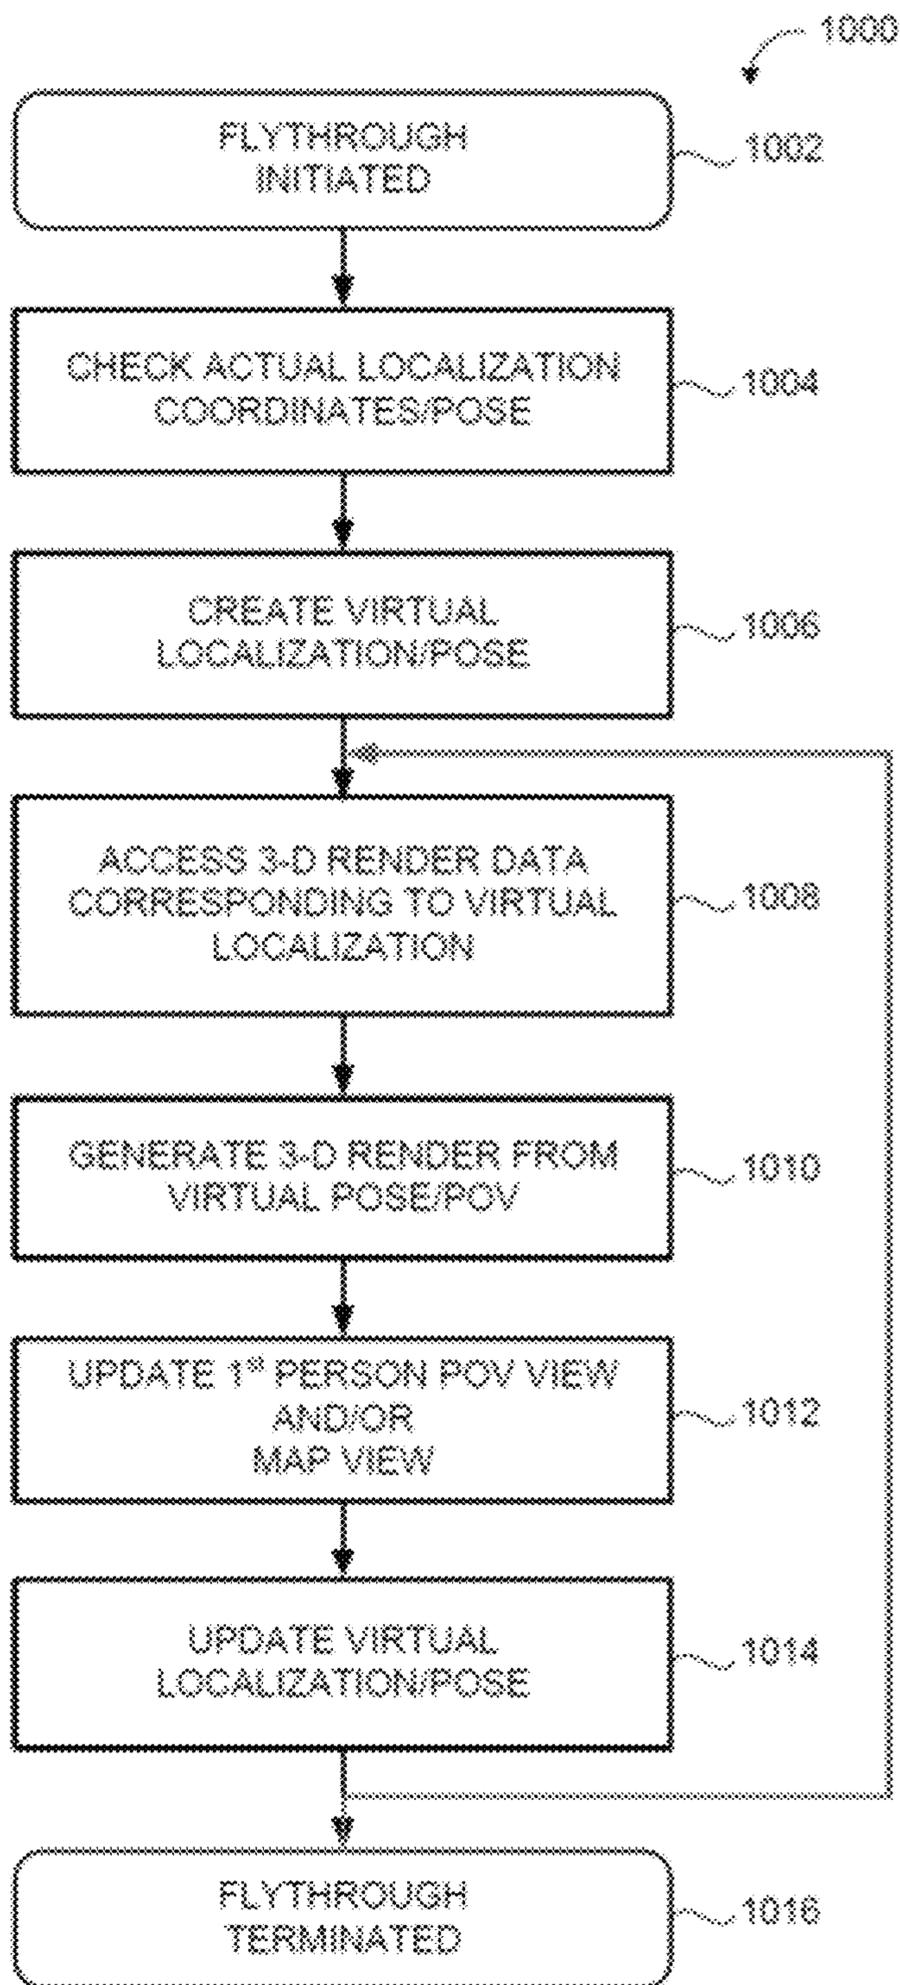 1000
FLYTHROUGH
INITIATED
1002
CHECK ACTUAL LOCALIZATION
COORDINATES/POSE
1004
CREATE VIRTUAL
LOCALIZATION/POSE
1006
ACCESS 3-D RENDER DATA
CORRESPONDING TO VIRTUAL
LOCALIZATION
1008
GENERATE 3-D RENDER FROM
VIRTUAL POSE/POV
1010
UPDATE 1st PERSON POV VIEW
AND/OR
MAP VIEW
1012
UPDATE VIRTUAL
LOCALIZATION/POSE
1014
FLYTHROUGH
TERMINATED
1016